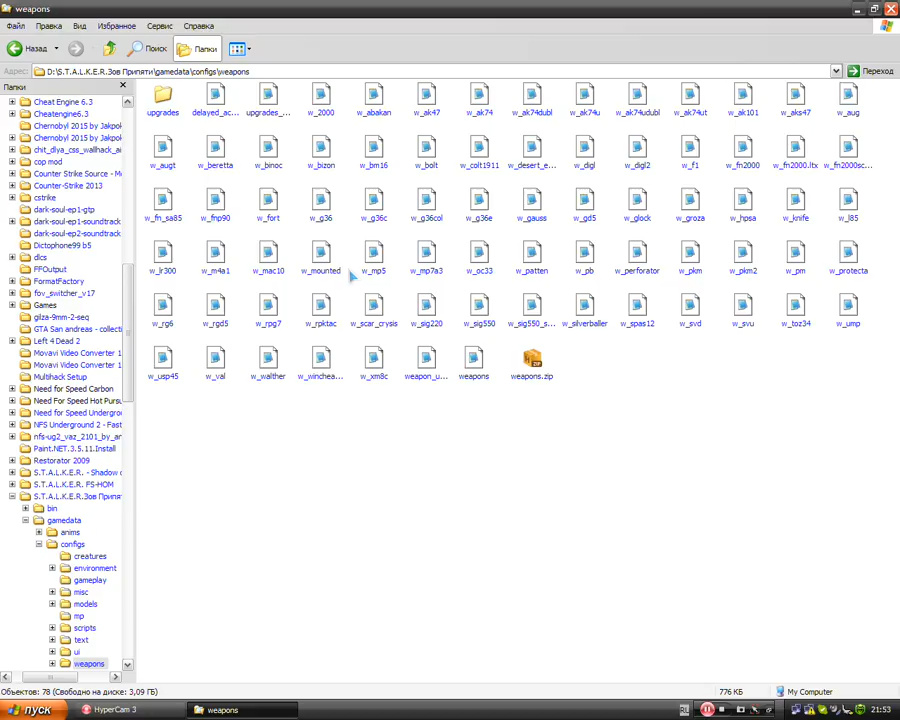 weapons
Файл Правка Вид Избранное Сервис Справка
Назад Поиск Папки
Адрес: D:\S.T.A.L.K.E.R.Зов Припяти\gamedata\configs\weapons Переход
Папки
Cheat Engine 6.3
Cheatengine6.3
Chernobyl 2015 by Jakpok
Chernobyl 2015 by Jakpok
chit_dlya_css_wallhack_ai
cop mod
Counter Strike Source - Mo
Counter-Strike 2013
cstrike
dark-soul-ep1-gtp
dark-soul-ep1-soundtrack
dark-soul-ep2-soundtrack
Dictophone99 b5
dlcs
FFOutput
FormatFactory
fov_switcher_v17
Games
gilza-9mm-2-seq
GTA San andreas - collect
Left 4 Dead 2
Movavi Video Converter 1
Movavi Video Converter 1
Multihack Setup
Need for Speed Carbon
Need For Speed Hot Pursu
Need for Speed Undergro
NFS Underground 2 - Fast
nfs-ug2_vaz_2101_by_ar
Paint.NET.3.5.11.Install
Restorator 2009
S.T.A.L.K.E.R. - Shadow o
S.T.A.L.K.E.R. FS-HOM
S.T.A.L.K.E.R.Зов Припят
bin
gamedata
anims
configs
creatures
environment
gameplay
misc
models
mp
scripts
text
ui
weapons
upgrades delayed_ac... upgrades_... w_2000 w_abakan w_ak47 w_ak74 w_ak74dubl w_ak74u w_ak74udubl w_ak74ut w_ak101 w_aks47 w_aug
w_augt w_beretta w_binoc w_bizon w_bm16 w_bolt w_colt1911 w_desert_e... w_digl w_digl2 w_f1 w_fn2000 w_fn2000.ltx w_fn2000sc...
w_fn_sa85 w_fnp90 w_fort w_g36 w_g36c w_g36col w_g36e w_gauss w_gd5 w_glock w_groza w_hpsa w_knife w_l85
w_lr300 w_m4a1 w_mac10 w_mounted w_mp5 w_mp7a3 w_oc33 w_patten w_pb w_perforator w_pkm w_pkm2 w_pm w_protecta
w_rg6 w_rgd5 w_rpg7 w_rpktac w_scar_crysis w_sig220 w_sig550 w_sig550_s... w_silverballer w_spas12 w_svd w_svu w_toz34 w_ump
w_usp45 w_val w_walther w_winchea... w_xm8c weapon_u... weapons weapons.zip
Объектов: 78 (Свободно на диске: 3,09 ГБ) 776 КБ My Computer
пуск HyperCam 3 weapons RL 21:53